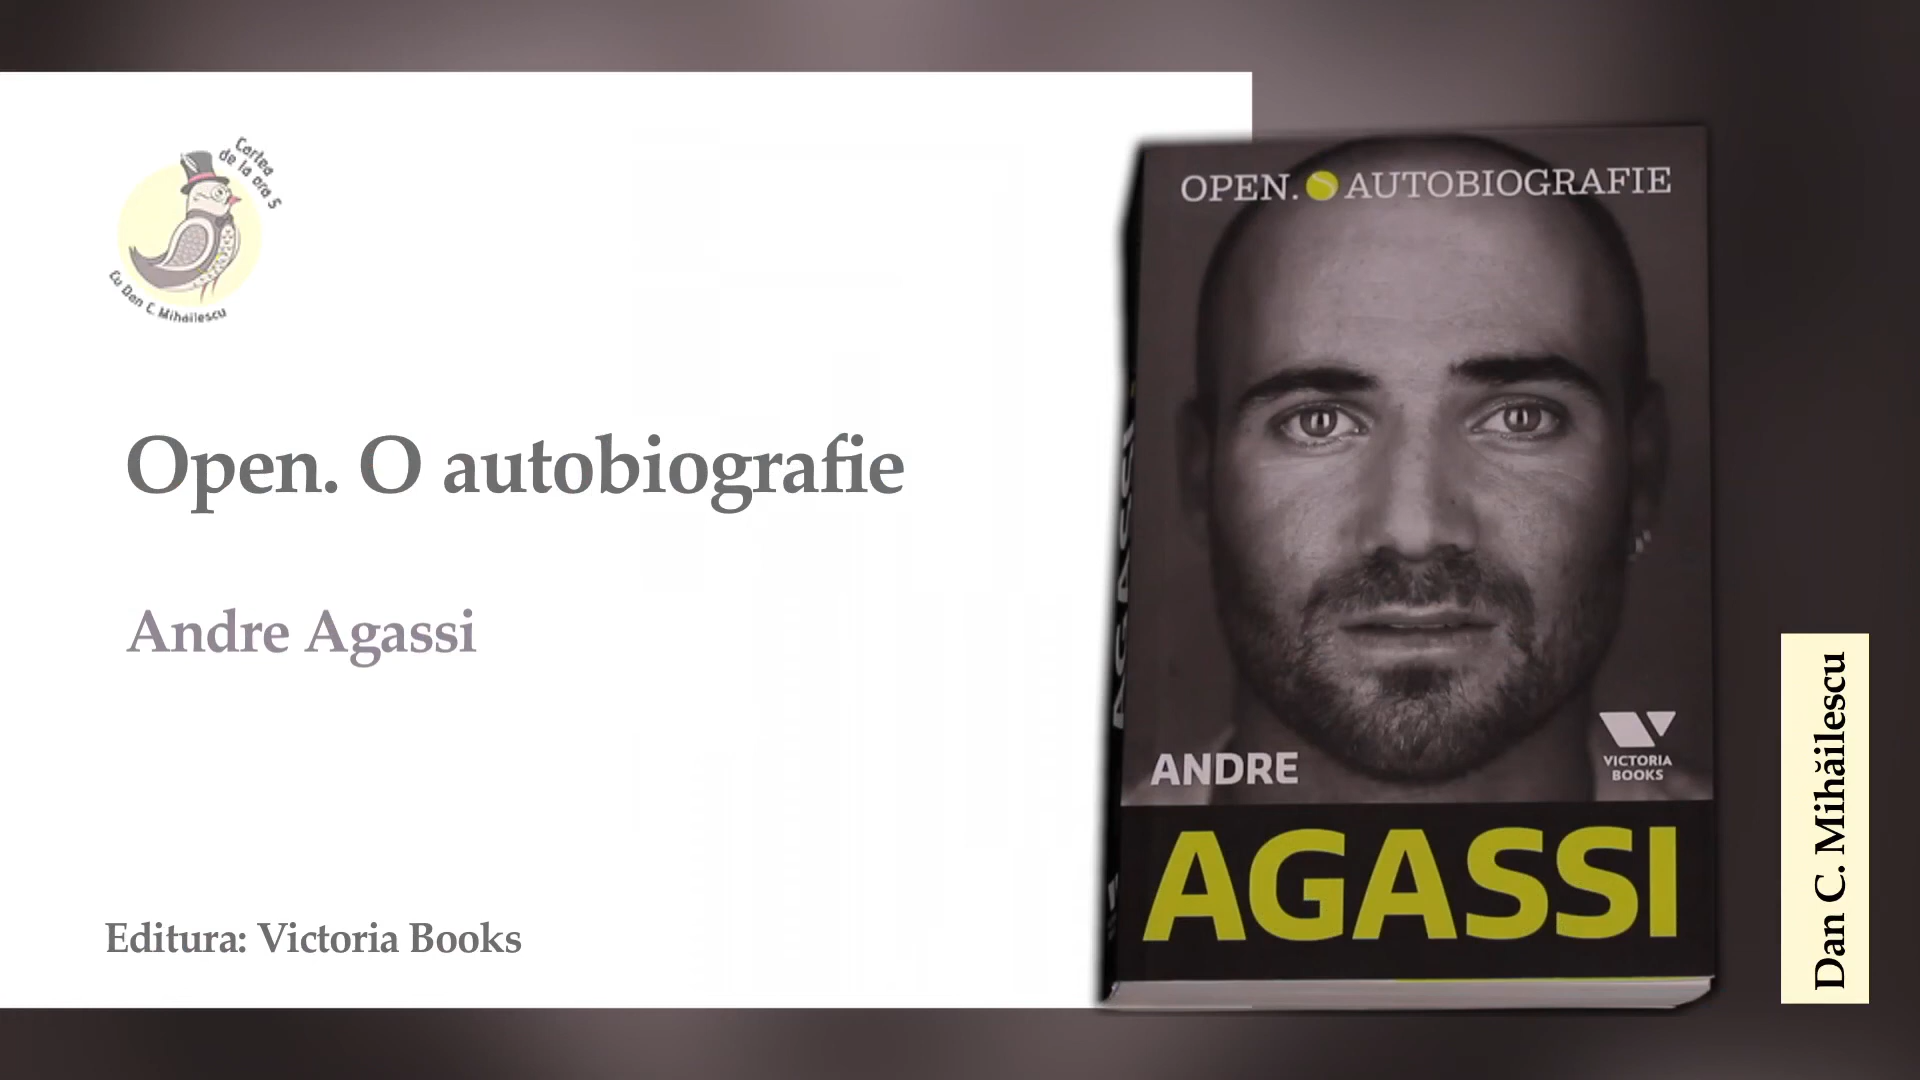 Cartea
de la ora 5
Cu Dan C. Mihăilescu
Open. O autobiografie
Andre Agassi
Editura: Victoria Books
OPEN. O AUTOBIOGRAFIE
ANDRE
VICTORIA
BOOKS
AGASSI
AGASSI
Dan C. Mihăilescu